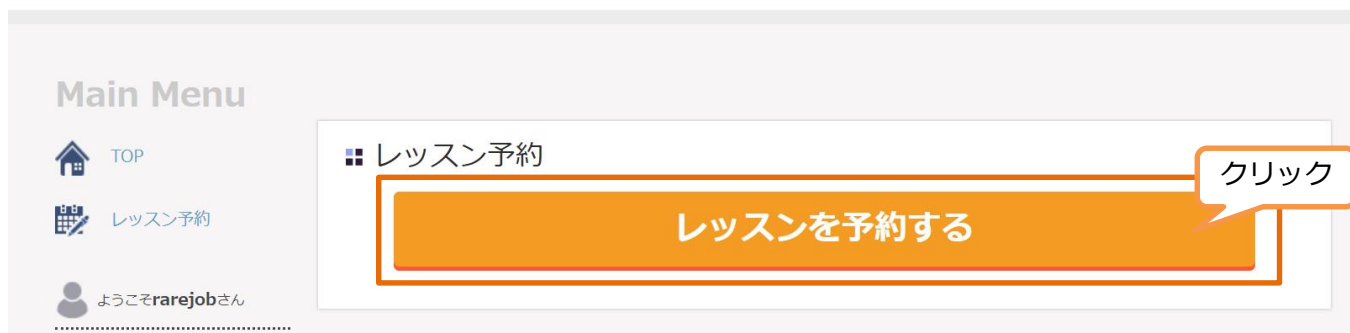 Main Menu
TOP
レッスン予約
ようこそrarejobさん
レッスン予約
レッスンを予約する
クリック